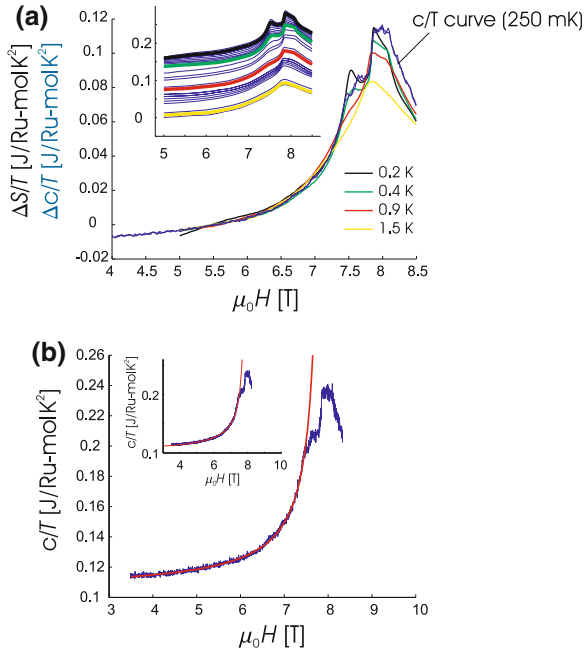 (a)
c/T curve (250 mK)
ΔS/T [J/Ru-molK²]
Δc/T [J/Ru-molK²]
0.12
0.1
0.08
0.06
0.04
0.02
0
-0.02
0.2
0.1
0
5 6 7 8
0.2 K
0.4 K
0.9 K
1.5 K
4 4.5 5 5.5 6 6.5 7 7.5 8 8.5
μ₀H [T]
(b)
c/T [J/Ru-molK²]
0.26
0.24
0.22
0.20
0.18
0.16
0.14
0.12
0.1
c/T [J/Ru-molK²]
0.2
0.1
4 6 8 10
μ₀H [T]
3 4 5 6 7 8 9 10
μ₀H [T]